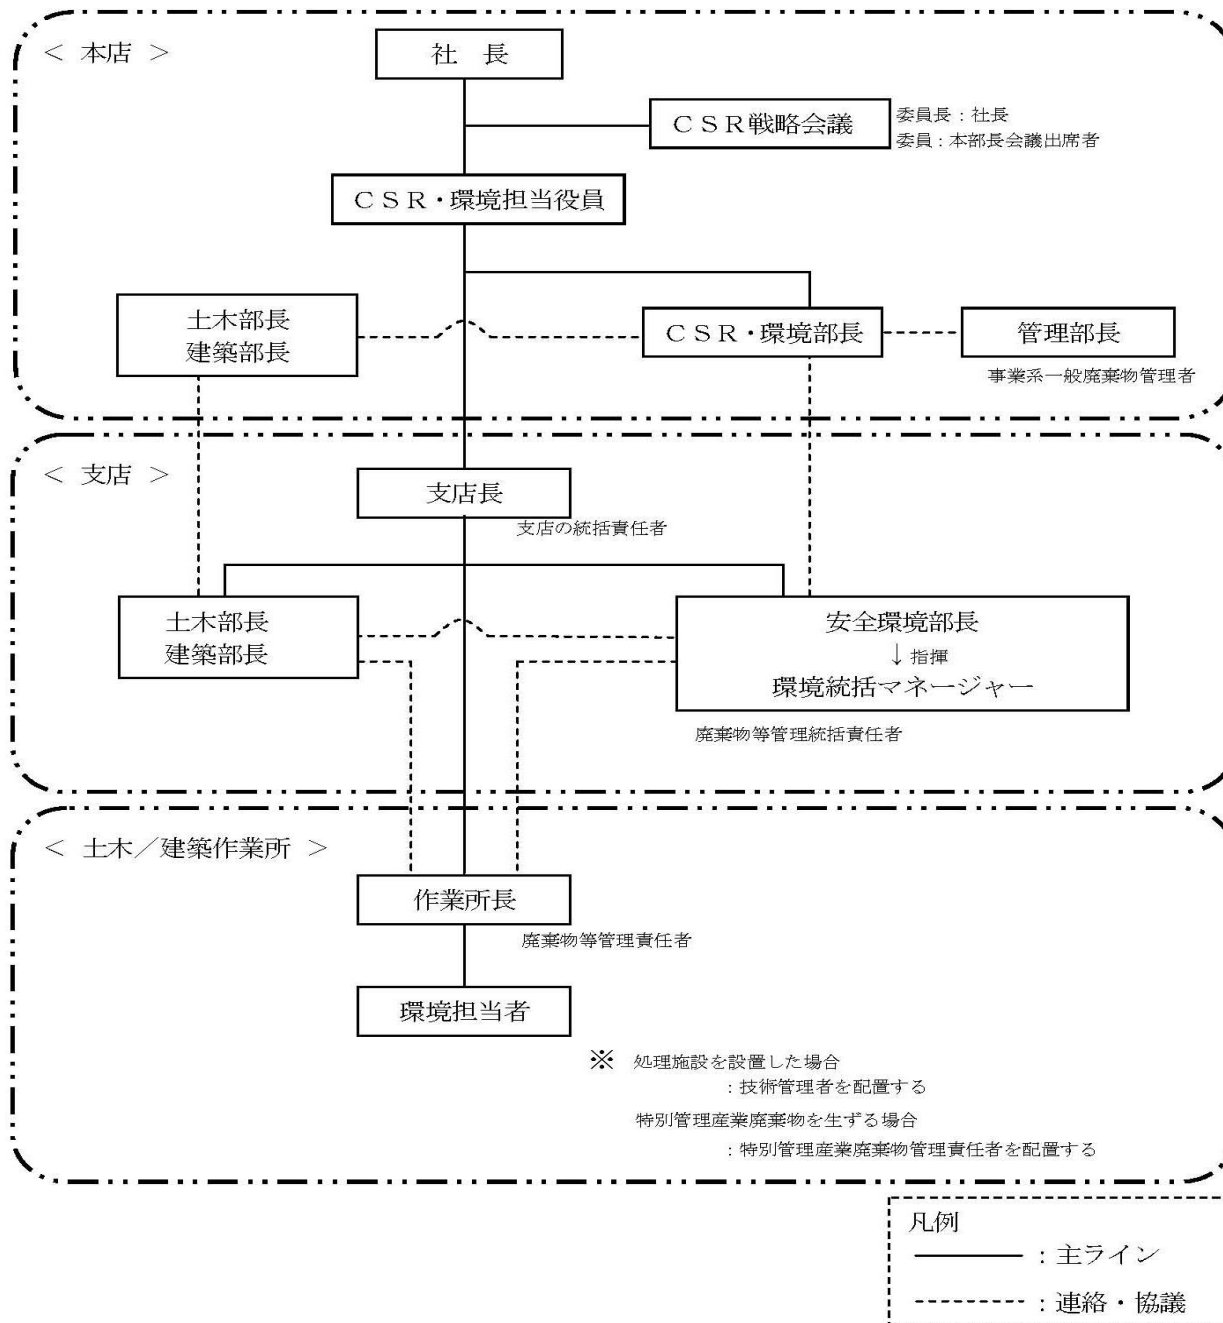 ＜ 本店 ＞
社　長
ＣＳＲ戦略会議
委員長：社長
委員：本部長会議出席者
ＣＳＲ・環境担当役員
土木部長
建築部長
ＣＳＲ・環境部長
管理部長
事業系一般廃棄物管理者
＜ 支店 ＞
支店長
支店の統括責任者
土木部長
建築部長
安全環境部長
↓ 指揮
環境統括マネージャー
廃棄物等管理統括責任者
＜ 土木／建築作業所 ＞
作業所長
廃棄物等管理責任者
環境担当者
※ 処理施設を設置した場合
：技術管理者を配置する
特別管理産業廃棄物を生ずる場合
：特別管理産業廃棄物管理責任者を配置する
凡例
：主ライン
：連絡・協議